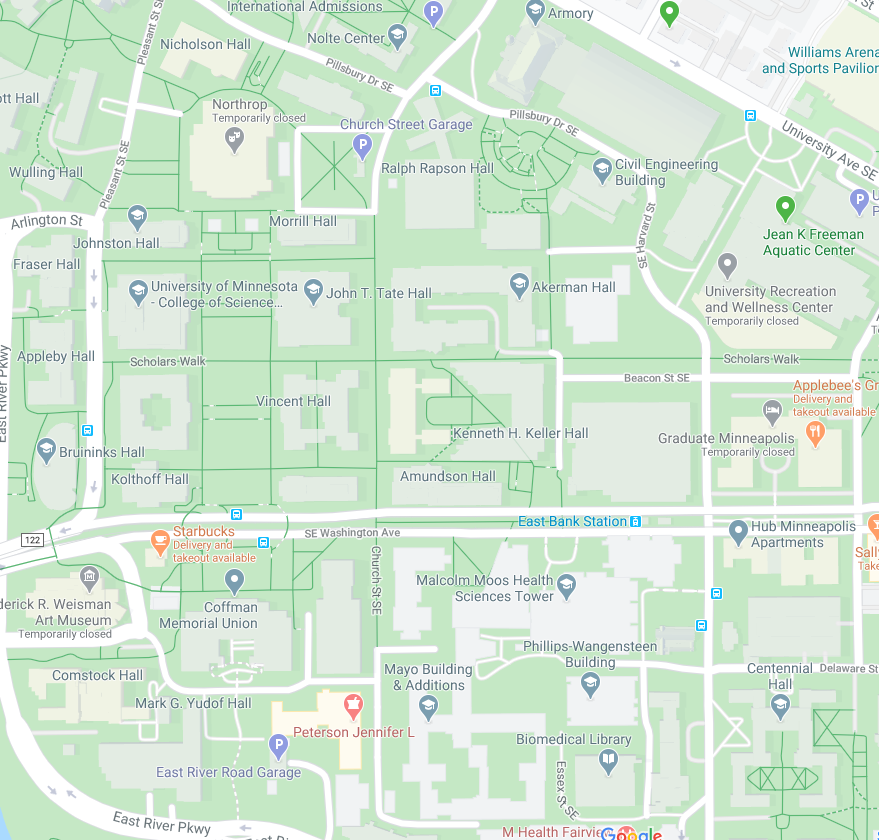 International Admissions
Armory
Nolte Center
Nicholson Hall
Williams Arena
and Sports Pavilion
Pleasant St SE
Pillsbury Dr SE
ott Hall
Northrop
Temporarily closed
Church Street Garage
Pillsbury Dr SE
University Ave SE
Wulling Hall
Pleasant St SE
Ralph Rapson Hall
Civil Engineering
Building
Arlington St
Johnston Hall
Morrill Hall
SE Harvard St
Jean K Freeman
Aquatic Center
Fraser Hall
University of Minnesota
- College of Science...
John T. Tate Hall
Akerman Hall
University Recreation
and Wellness Center
Temporarily closed
Appleby Hall
Scholars Walk
Scholars Walk
East River Pkwy
Beacon St SE
Vincent Hall
Applebee's Gr
Delivery and
takeout available
Kenneth H. Keller Hall
Graduate Minneapolis
Temporarily closed
Bruininks Hall
Kolthoff Hall
Amundson Hall
122
Starbucks
Delivery and
takeout available
SE Washington Ave
East Bank Station
Hub Minneapolis
Apartments
Sally
Take
Church St SE
Malcolm Moos Health
Sciences Tower
derick R. Weisman
Art Museum
Temporarily closed
Coffman
Memorial Union
Phillips-Wangensteen
Building
Comstock Hall
Mayo Building
& Additions
Centennial
Hall
Delaware St
Mark G. Yudof Hall
Peterson Jennifer L
Biomedical Library
East River Road Garage
Essex St SE
East River Pkwy
M Health Fairvie
Google